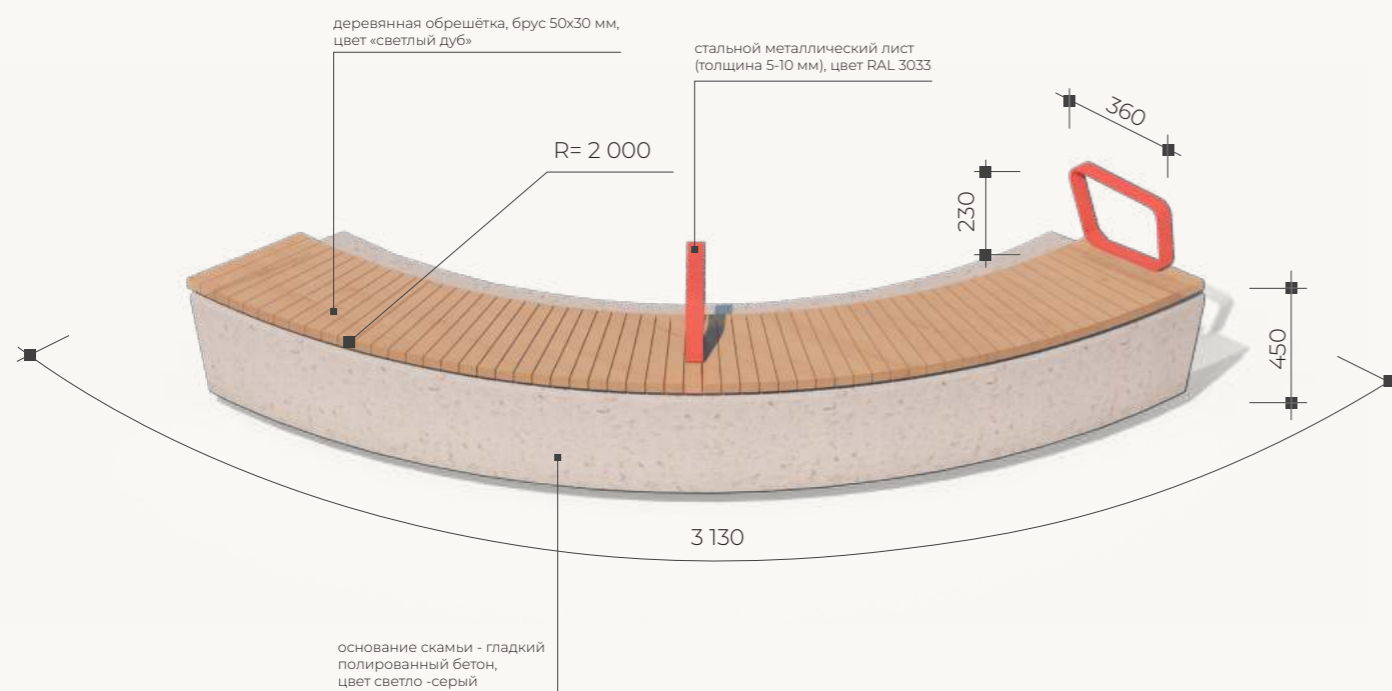 деревянная обрешётка, брус 50х30 мм,
цвет «светлый дуб»
стальной металлический лист
(толщина 5-10 мм), цвет RAL 3033
360
R= 2 000
230
450
3 130
основание скамьи - гладкий
полированный бетон,
цвет светло -серый